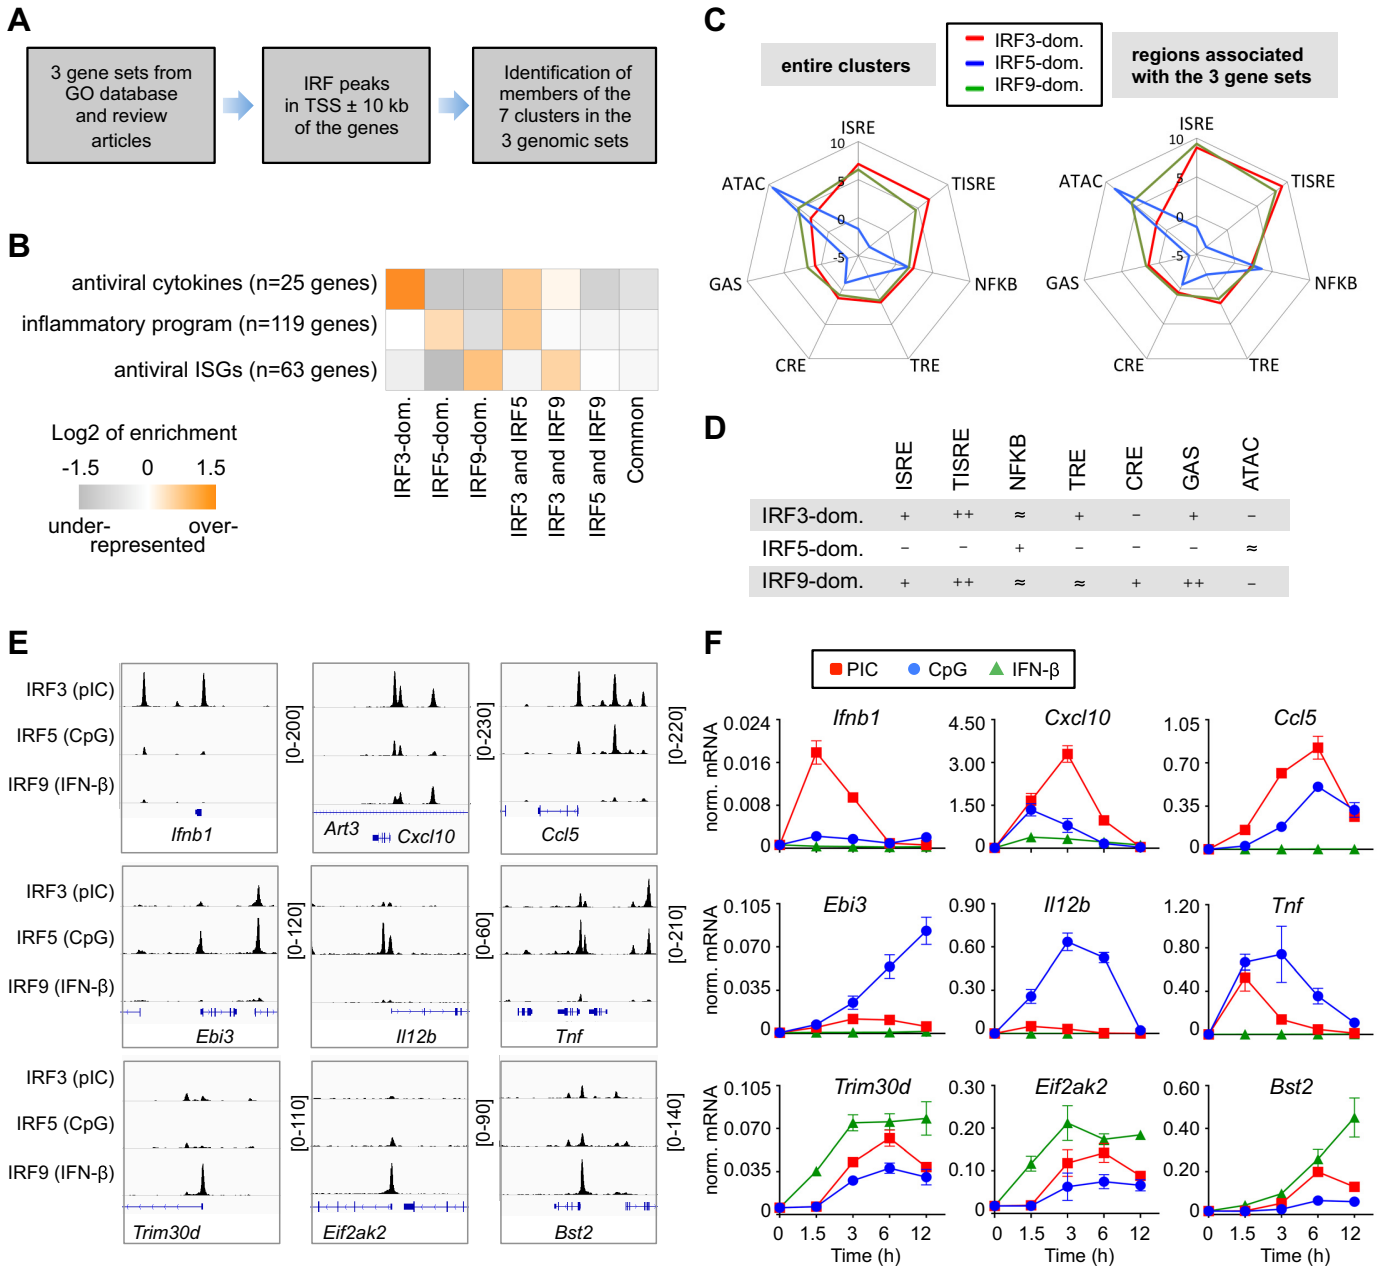 A
3 gene sets from
GO database
and review
articles
IRF peaks
in TSS ± 10 kb
of the genes
Identification of
members of the
7 clusters in the
3 genomic sets
B
antiviral cytokines (n=25 genes)
inflammatory program (n=119 genes)
antiviral ISGs (n=63 genes)
IRF3-dom.
IRF5-dom.
IRF9-dom.
IRF3 and IRF5
IRF3 and IRF9
IRF5 and IRF9
Common
Log2 of enrichment
-1.5 0 1.5
under- over-
represented
C
entire clusters
IRF3-dom.
IRF5-dom.
IRF9-dom.
regions associated
with the 3 gene sets
ISRE
10
5
0
-5
TISRE
NFKB
TRE
CRE
GAS
ATAC
ISRE
10
5
0
-5
TISRE
NFKB
TRE
CRE
GAS
ATAC
D
ISRE TISRE NFKB TRE CRE GAS ATAC
IRF3-dom. + ++ ≈ + − + −
IRF5-dom. − − + − − − ≈
IRF9-dom. + ++ ≈ ≈ + ++ −
E
IRF3 (pIC)
IRF5 (CpG)
IRF9 (IFN-β)
[0-200]
[0-230]
[0-220]
Ifnb1
Art3
Cxcl10
Ccl5
IRF3 (pIC)
IRF5 (CpG)
IRF9 (IFN-β)
[0-120]
[0-60]
[0-210]
Ebi3
Il12b
Tnf
IRF3 (pIC)
IRF5 (CpG)
IRF9 (IFN-β)
[0-110]
[0-90]
[0-140]
Trim30d
Eif2ak2
Bst2
F
PIC CpG IFN-β
norm. mRNA
Ifnb1
0.024
0.016
0.008
0
Cxcl10
4.50
3.00
1.50
0
Ccl5
1.05
0.70
0.35
0
norm. mRNA
Ebi3
0.105
0.070
0.035
0
Il12b
0.90
0.60
0.30
0
Tnf
1.20
0.80
0.40
0
norm. mRNA
Trim30d
0.105
0.070
0.035
0
Eif2ak2
0.30
0.20
0.10
0
Bst2
0.60
0.40
0.20
0
0 1.5 3 6 12
Time (h)
0 1.5 3 6 12
Time (h)
0 1.5 3 6 12
Time (h)